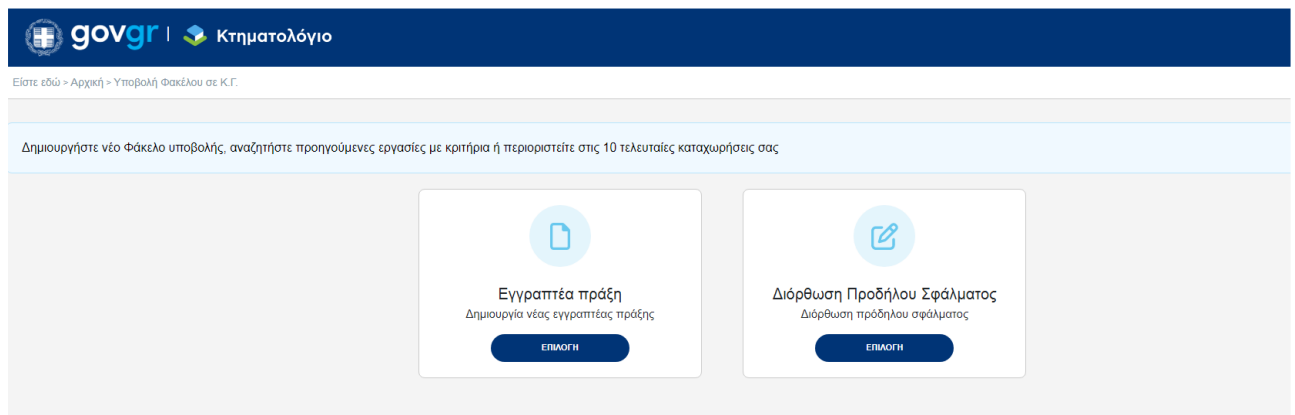 govgr | Κτηματολόγιο
Είστε εδώ > Αρχική > Υποβολή Φακέλου σε Κ.Γ.
Δημιουργήστε νέο Φάκελο υποβολής, αναζητήστε προηγούμενες εργασίες με κριτήρια ή περιοριστείτε στις 10 τελευταίες καταχωρήσεις σας
Εγγραπτέα πράξη
Δημιουργία νέας εγγραπτέας πράξης
ΕΠΙΛΟΓΗ
Διόρθωση Προδήλου Σφάλματος
Διόρθωση πρόδηλου σφάλματος
ΕΠΙΛΟΓΗ